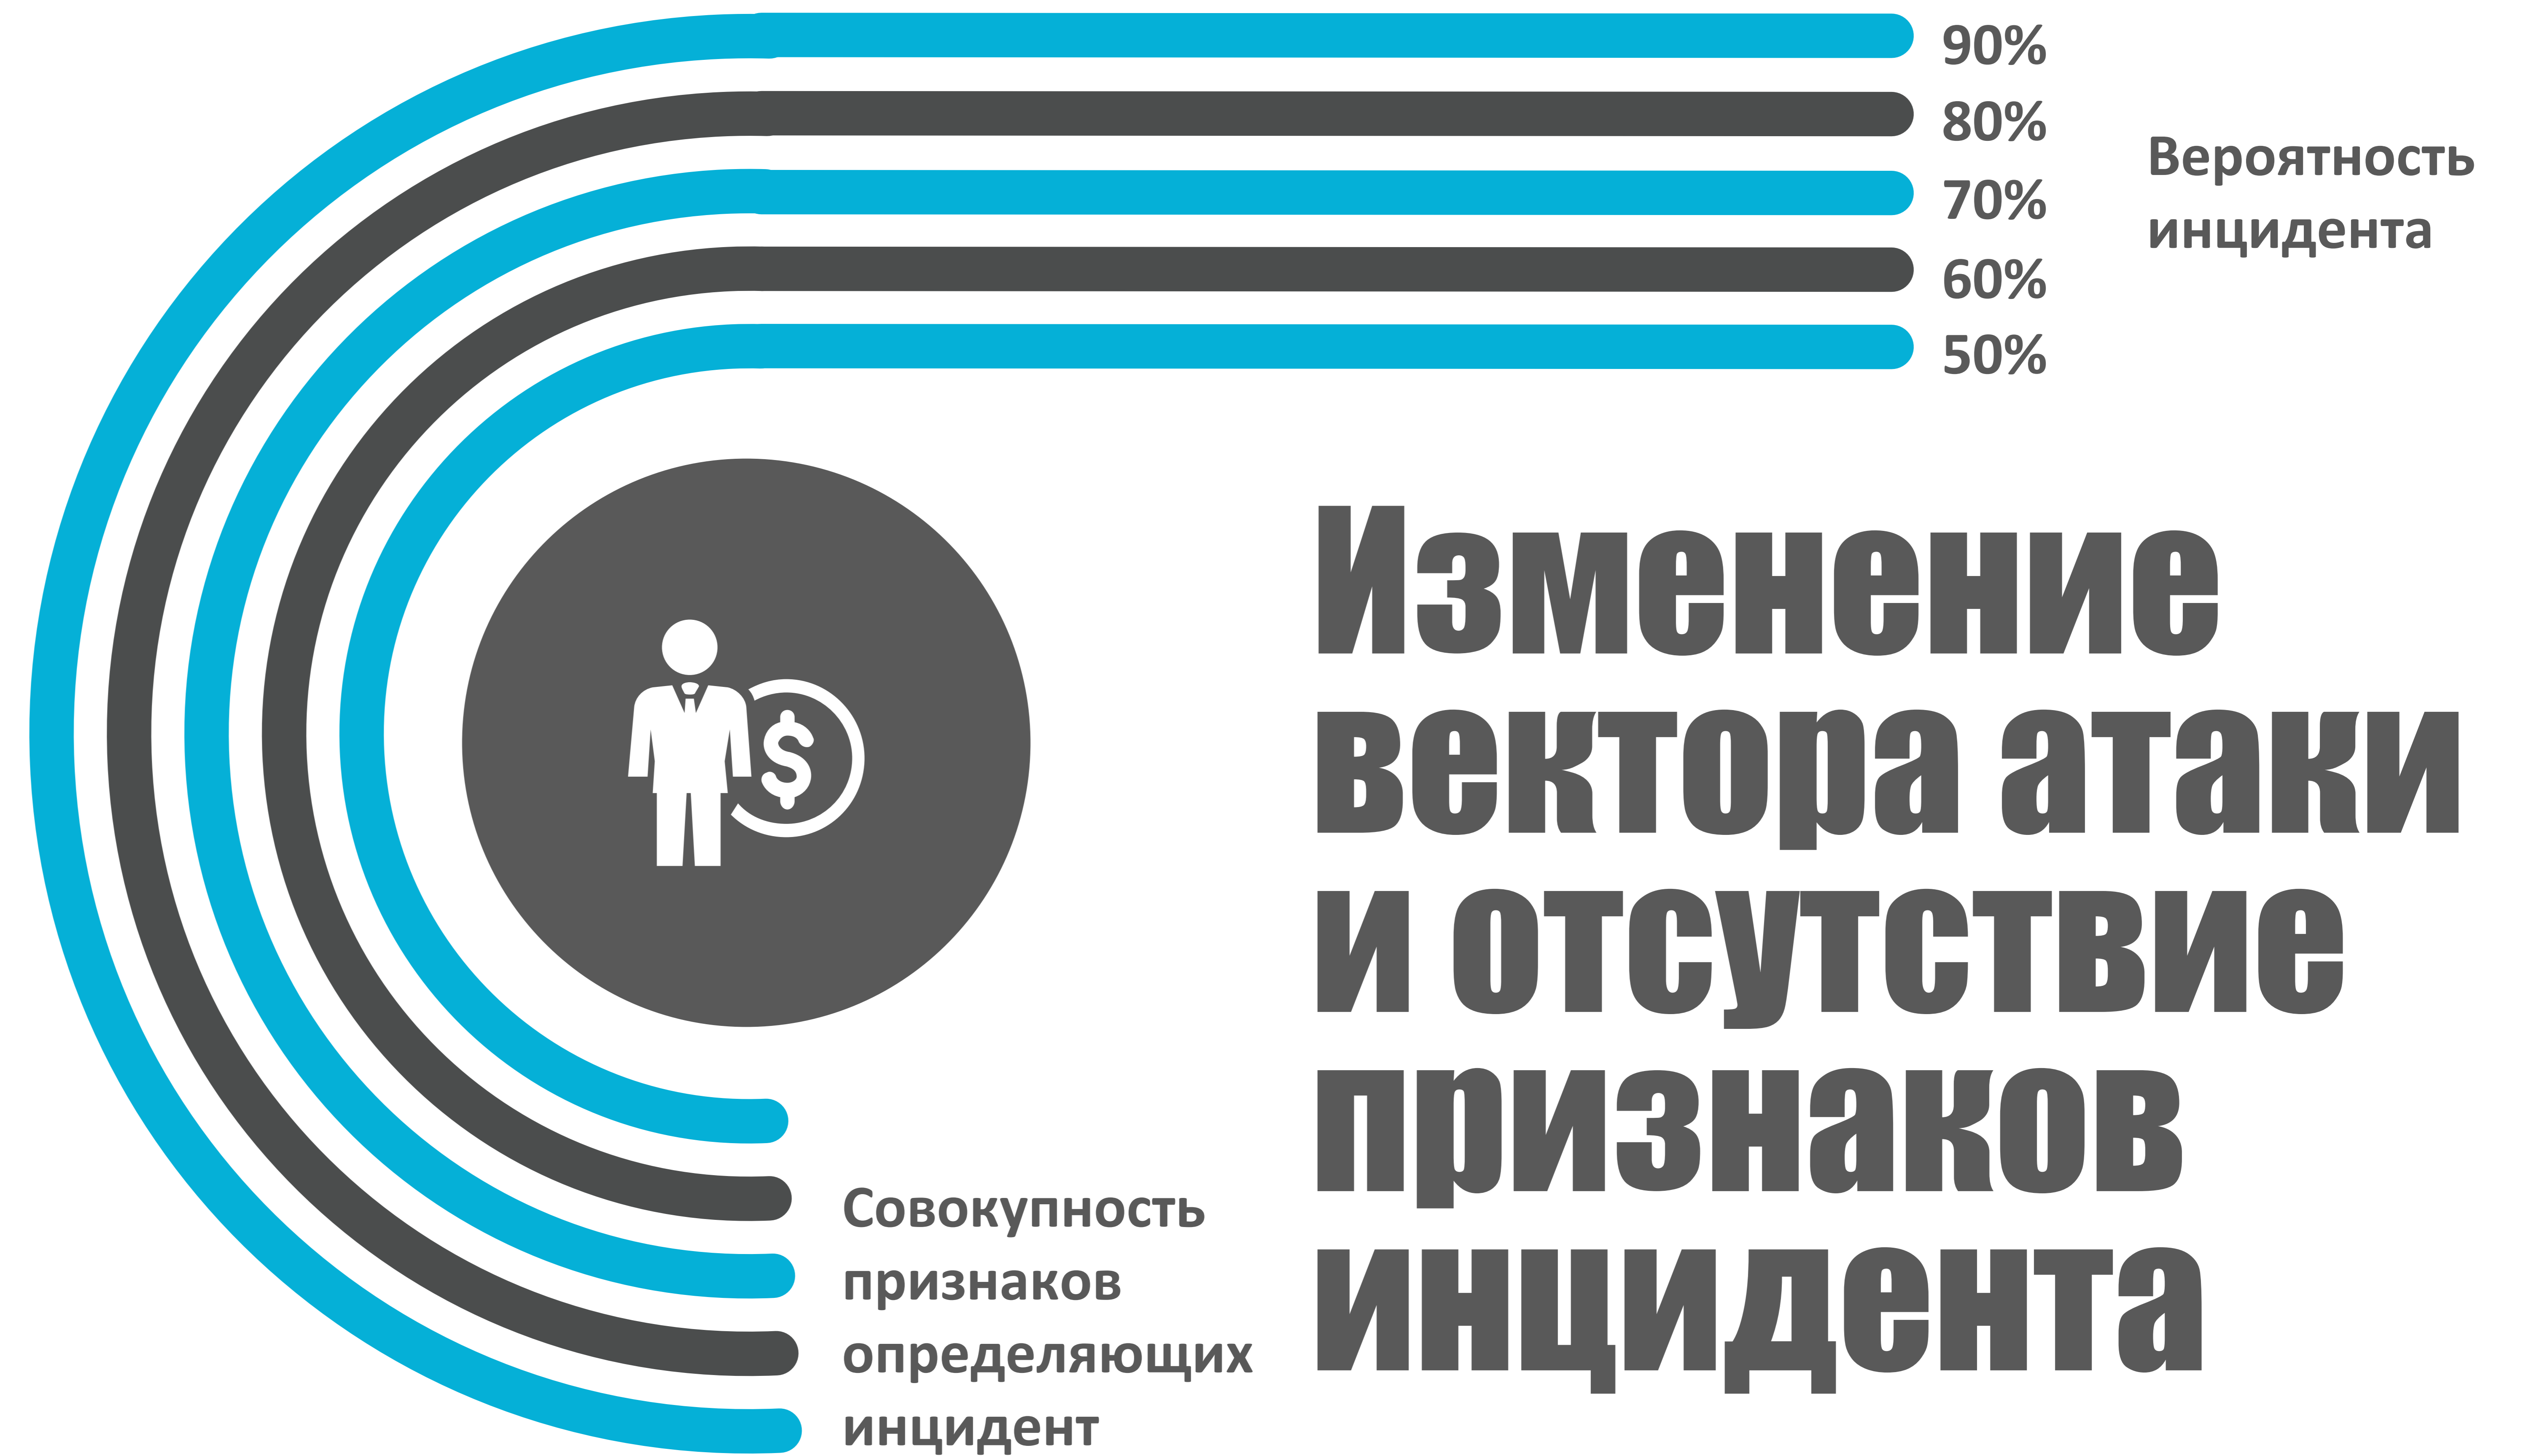 90%
80%
70%
60%
50%
Вероятность
инцидента
Изменение
вектора атаки
и отсутствие
признаков
инцидента
Совокупность
признаков
определяющих
инцидент
$